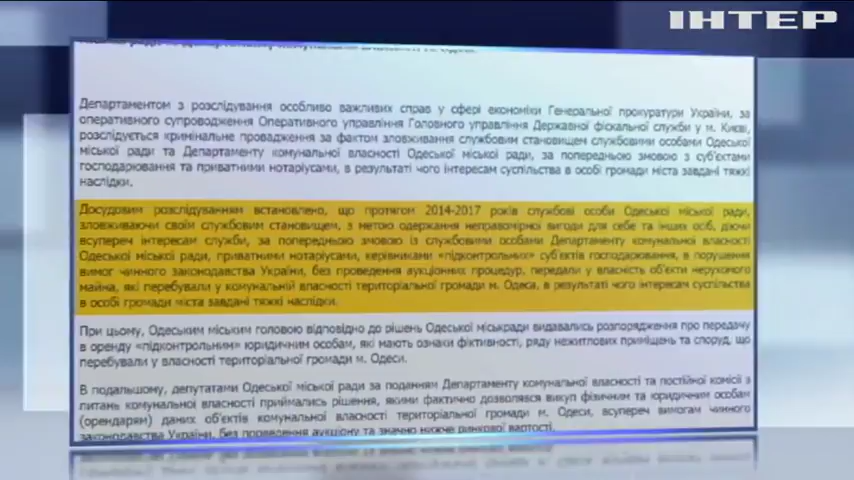 ІНТЕР
Департаментом з розслідування особливо важливих справ у сфері економіки Генеральної прокуратури України, за
оперативного супроводження Оперативного управління Головного управління Державної фіскальної служби у м. Києві,
розслідується кримінальне провадження за фактом зловживання службовим становищем службовими особами Одеської
міської ради та Департаменту комунальної власності Одеської міської ради, за попередньою змовою з суб'єктами
господарювання та приватними нотаріусами, в результаті чого інтересам суспільства в особі громади міста завдані тяжкі
наслідки.
Досудовим розслідуванням встановлено, що протягом 2014-2017 років службові особи Одеської міської ради,
зловживаючи своїм службовим становищем, з метою одержання неправомірної вигоди для себе та інших осіб, діючи
всупереч інтересам служби, за попередньою змовою із службовими особами Департаменту комунальної власності
Одеської міської ради, приватними нотаріусами, керівниками «підконтрольних» суб'єктів господарювання, в порушення
вимог чинного законодавства України, без проведення аукціонних процедур, передали у власність об'єкти нерухомого
майна, які перебували у комунальній власності територіальної громади м. Одеса, в результаті чого інтересам суспільства
в особі громади міста завдані тяжкі наслідки.
При цьому, Одеським міським головою відповідно до рішень Одеської міськради видавались розпорядження про передачу
в оренду «підконтрольним» юридичним особам, які мають ознаки фіктивності, ряду нежитлових приміщень та споруд, що
перебували у власності територіальної громади м. Одеси.
В подальшому, депутатами Одеської міської ради за поданням Департаменту комунальної власності та постійної комісії з
питань комунальної власності приймались рішення, якими фактично дозволявся викуп фізичним та юридичним особам
(орендарям) даних об'єктів комунальної власності територіальної громади м. Одеси, всупереч вимогам чинного
законодавства України, без проведення аукціону та значно нижче ринкової вартості.